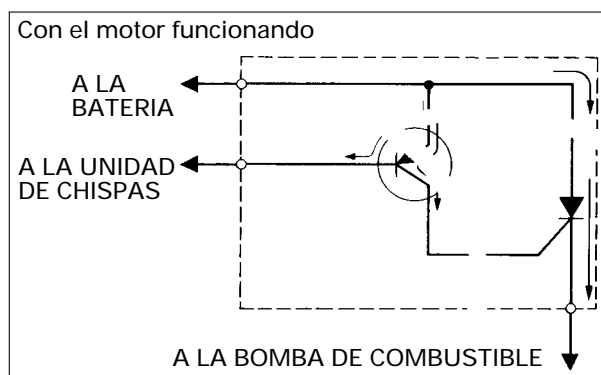 Con el motor funcionando
A LA
BATERIA
A LA UNIDAD
DE CHISPAS
A LA BOMBA DE COMBUSTIBLE